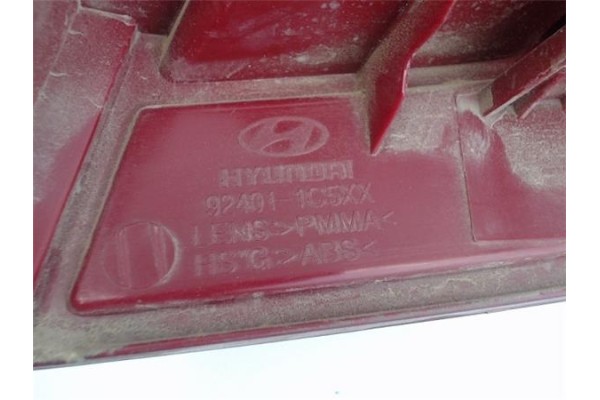 HYUNDAI
92401-1C5XX
LENS>PMMA<
HS'G>ABS<